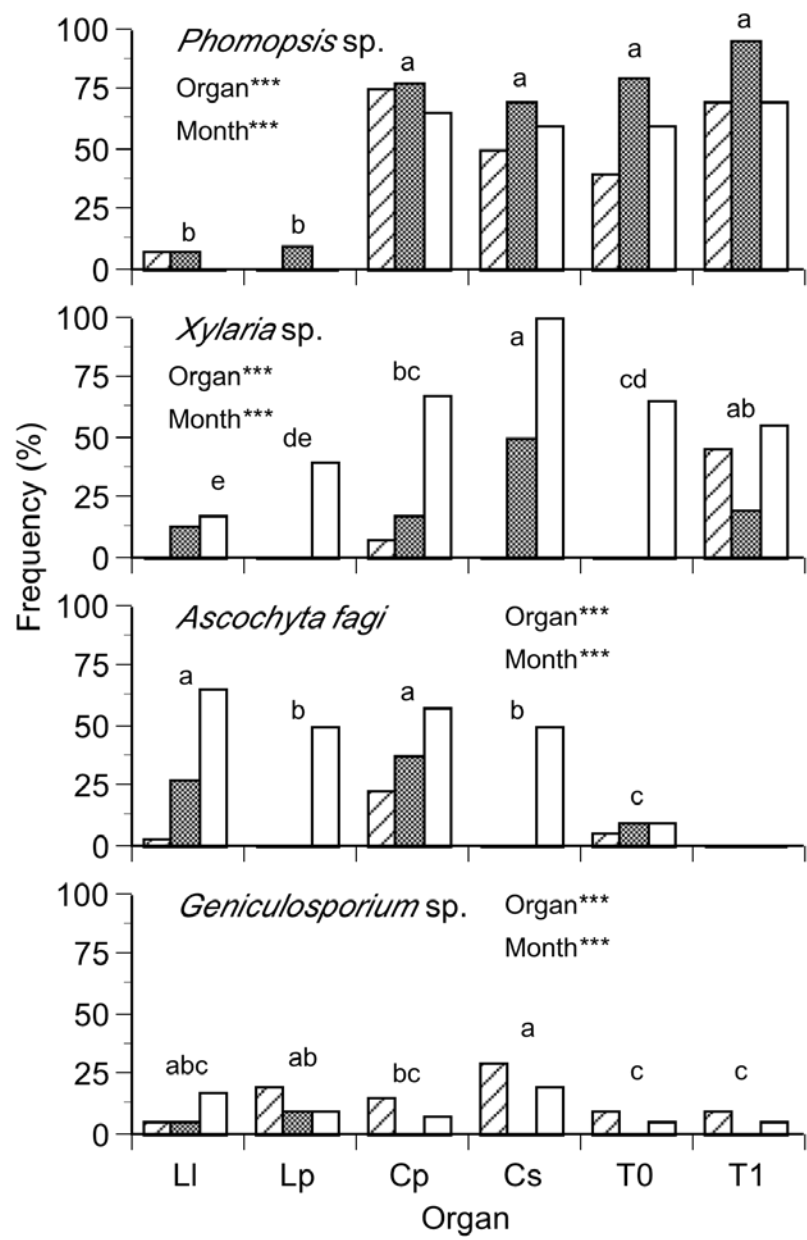 Frequency (%)
100
75
50
25
0
Phomopsis sp.
Organ***
Month***
b
b
a
a
a
a
100
75
50
25
0
Xylaria sp.
Organ***
Month***
e
de
bc
a
cd
ab
100
75
50
25
0
Ascochyta fagi
Organ***
Month***
a
b
a
b
c
100
75
50
25
0
Geniculosporium sp.
Organ***
Month***
abc
ab
bc
a
c
c
Ll Lp Cp Cs T0 T1
Organ